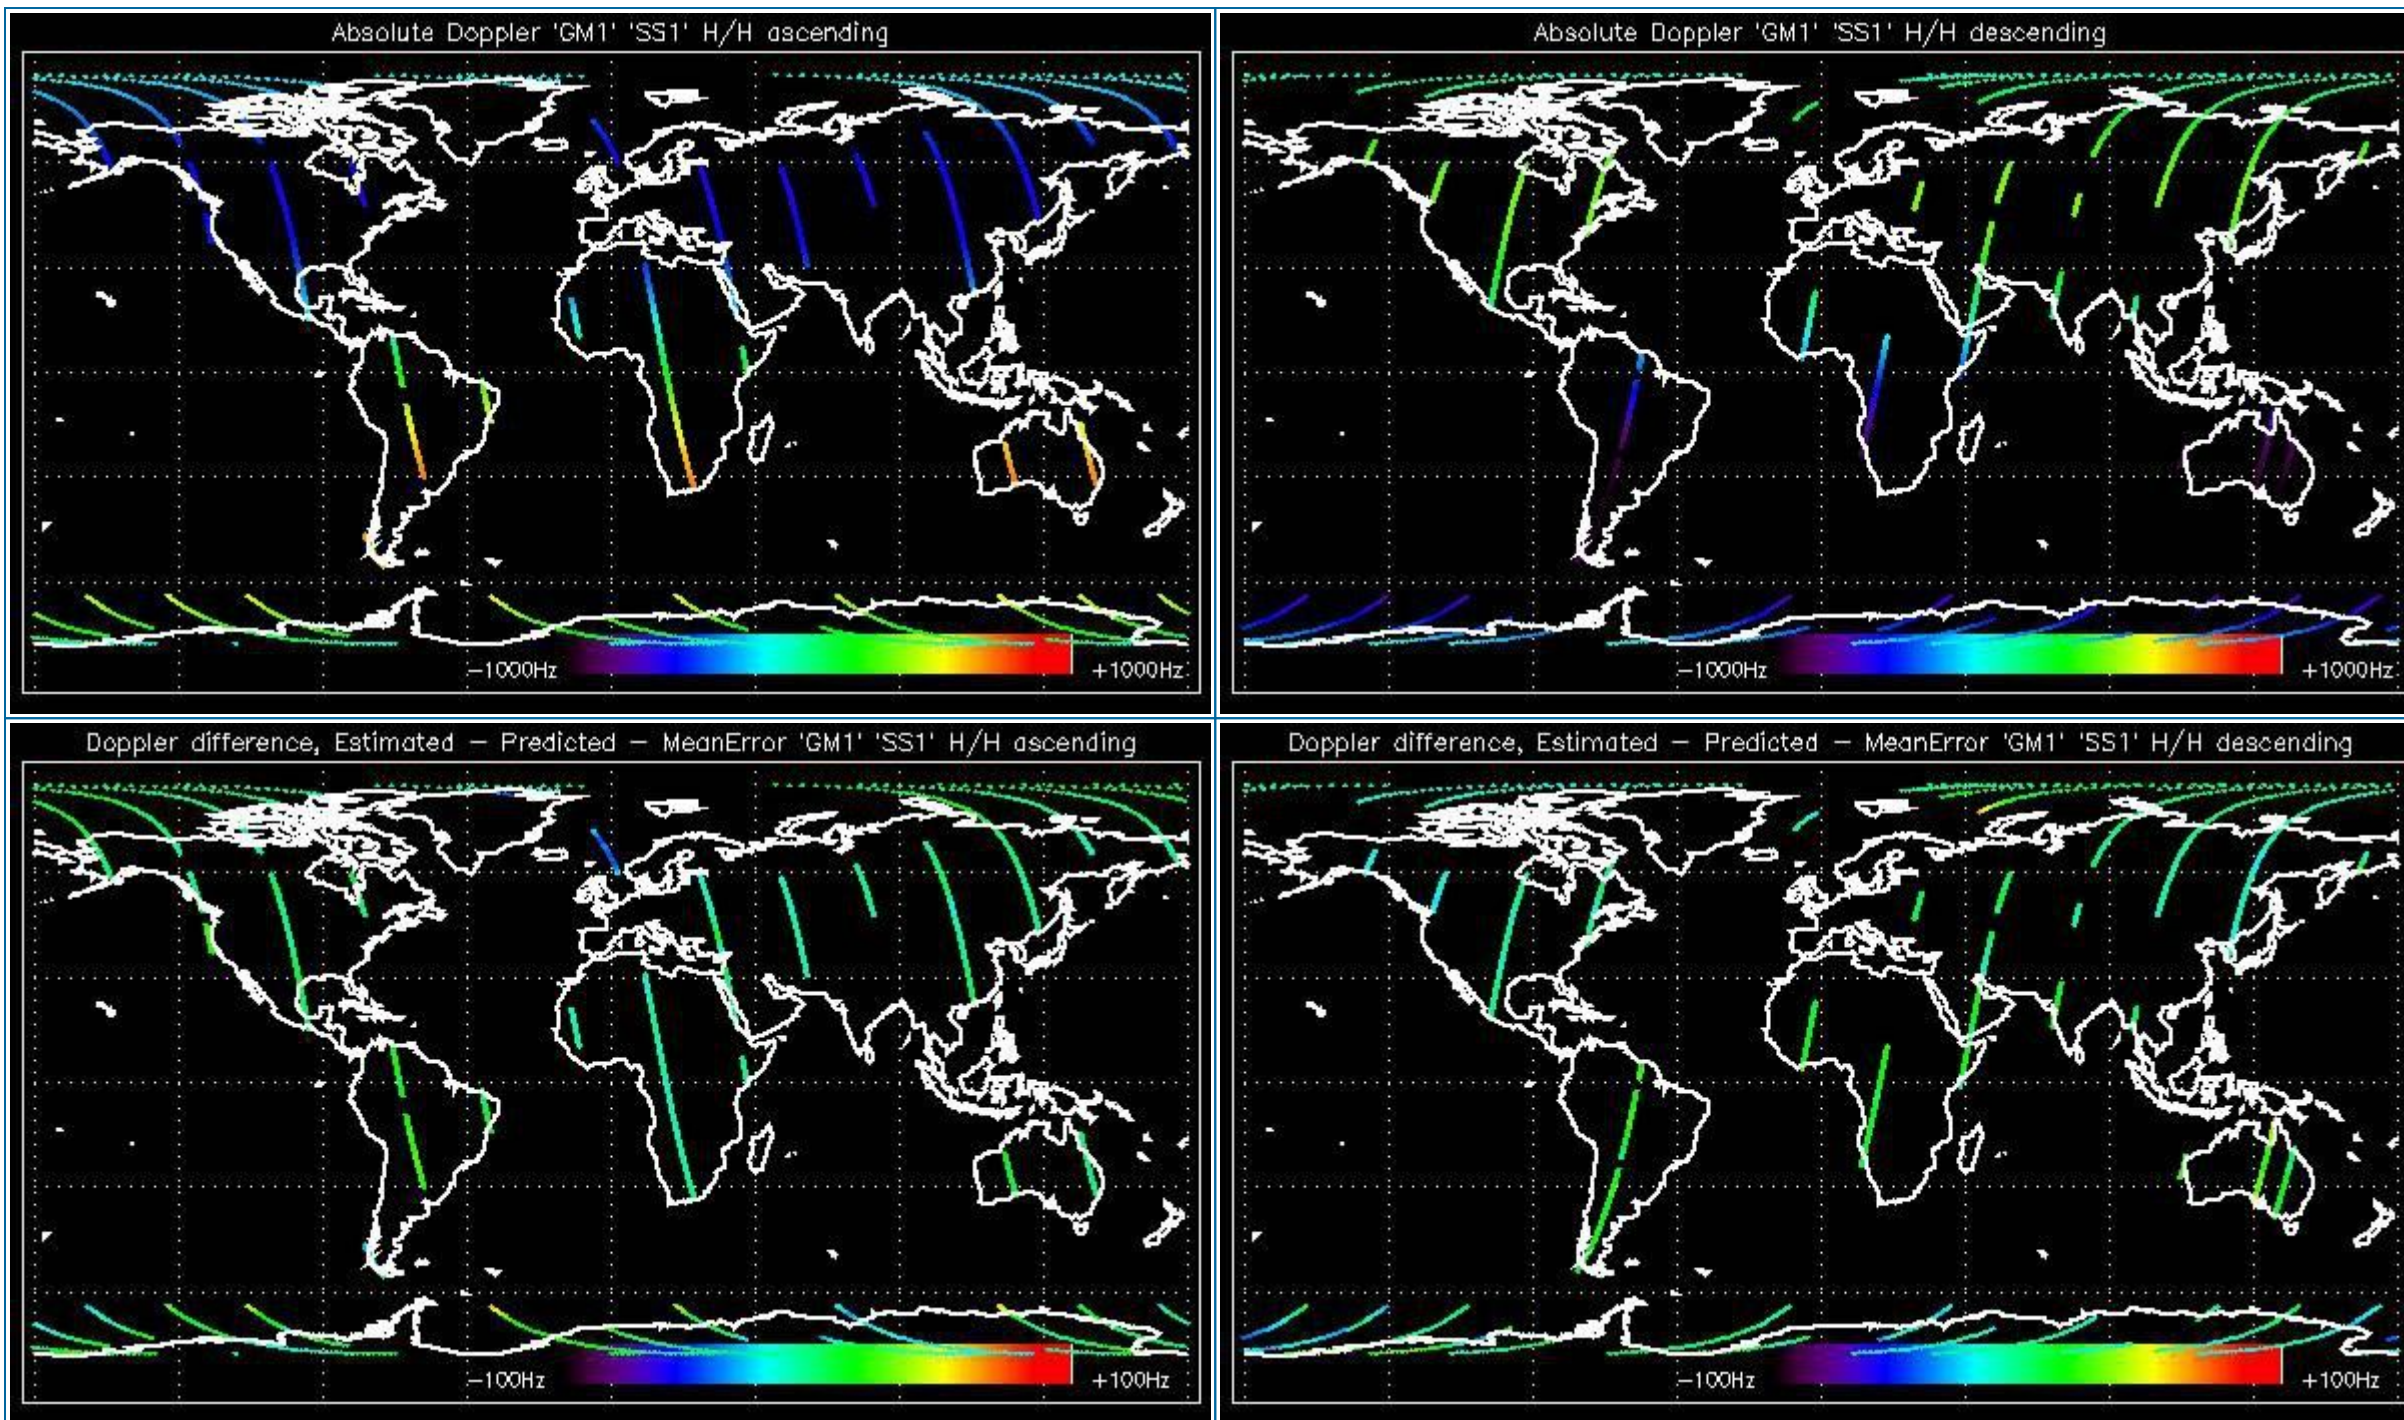 Absolute Doppler 'GM1' 'SS1' H/H ascending
−1000Hz
+1000Hz
Absolute Doppler 'GM1' 'SS1' H/H descending
−1000Hz
+1000Hz
Doppler difference, Estimated − Predicted − MeanError 'GM1' 'SS1' H/H ascending
−100Hz
+100Hz
Doppler difference, Estimated − Predicted − MeanError 'GM1' 'SS1' H/H descending
−100Hz
+100Hz